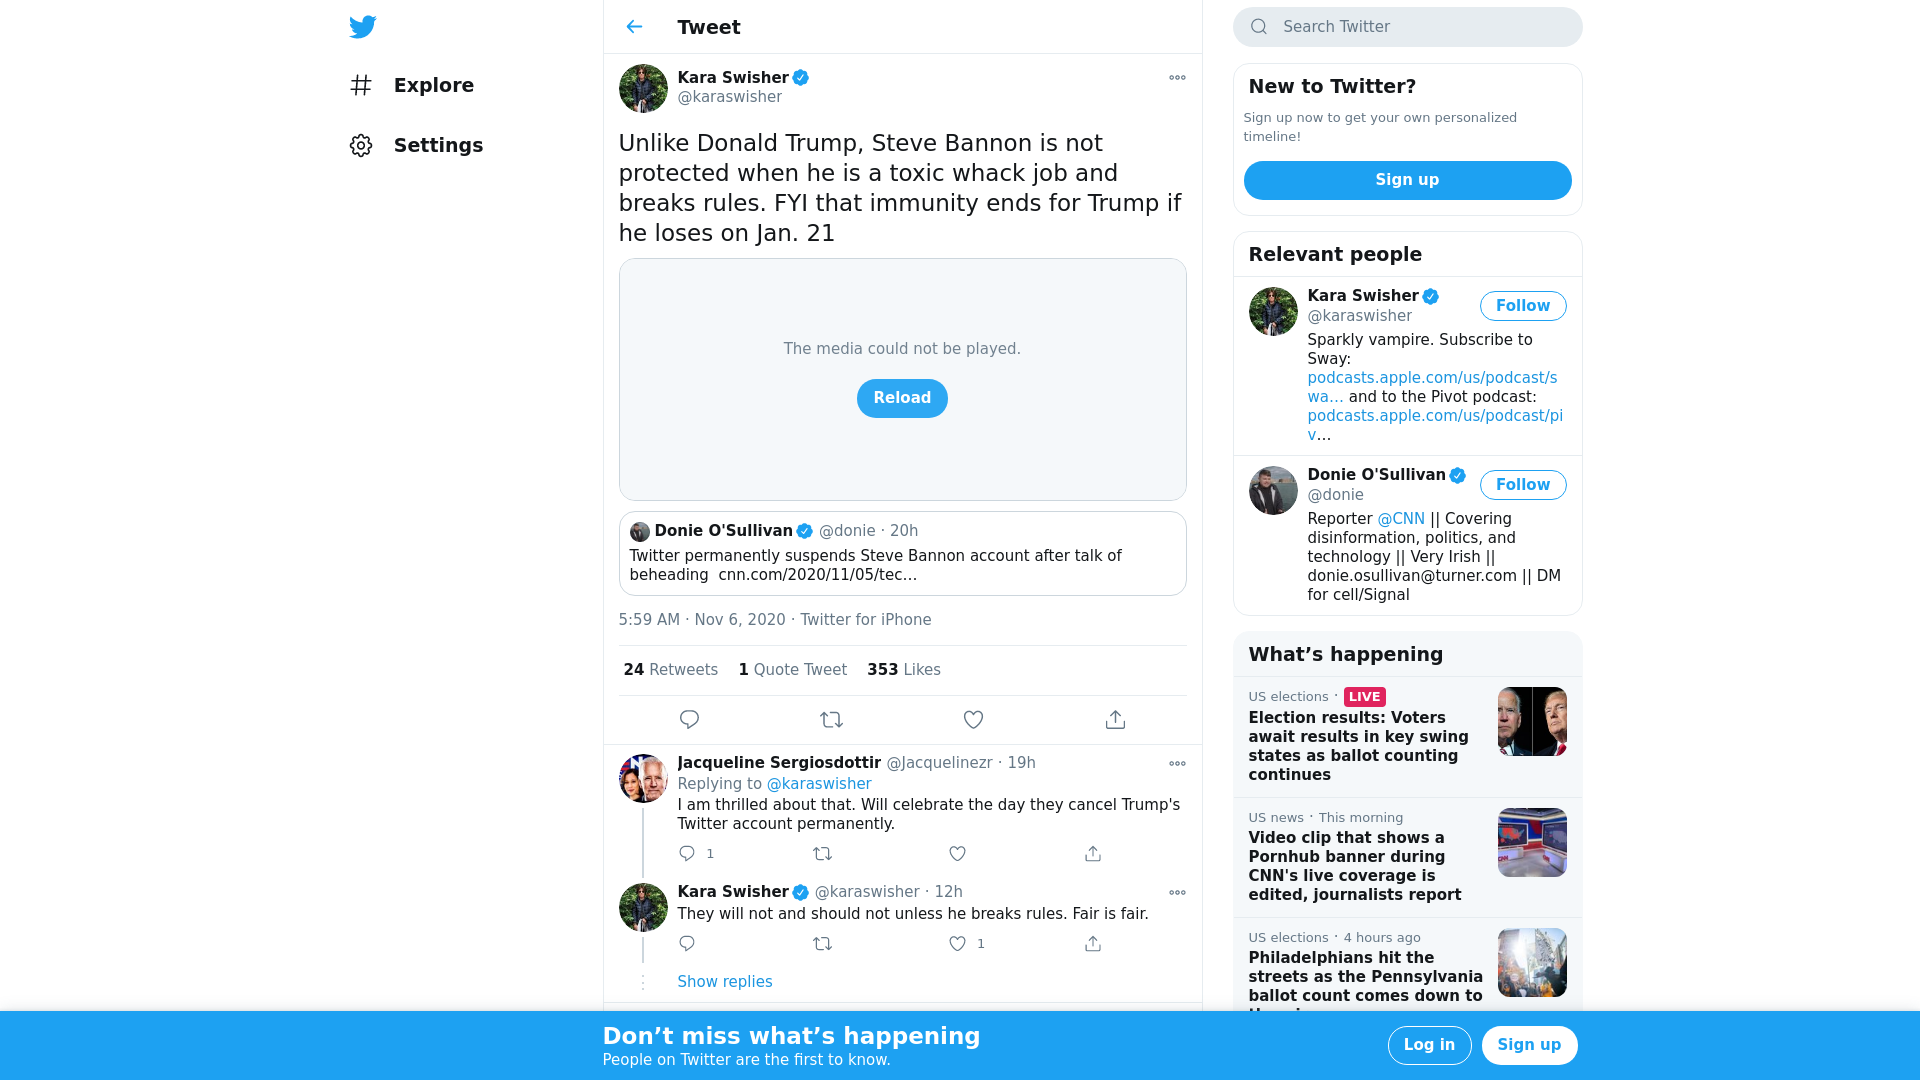 Explore
Settings
Tweet
Kara Swisher
@karaswisher
Unlike Donald Trump, Steve Bannon is not
protected when he is a toxic whack job and
breaks rules. FYI that immunity ends for Trump if
he loses on Jan. 21
The media could not be played.
Reload
Donie O'Sullivan @donie · 20h
Twitter permanently suspends Steve Bannon account after talk of
beheading cnn.com/2020/11/05/tec…
5:59 AM · Nov 6, 2020 · Twitter for iPhone
24 Retweets 1 Quote Tweet 353 Likes
Jacqueline Sergiosdottir @Jacquelinezr · 19h
Replying to @karaswisher
I am thrilled about that. Will celebrate the day they cancel Trump's
Twitter account permanently.
1
Kara Swisher @karaswisher · 12h
They will not and should not unless he breaks rules. Fair is fair.
1
Show replies
Search Twitter
New to Twitter?
Sign up now to get your own personalized
timeline!
Sign up
Relevant people
Kara Swisher
@karaswisher
Follow
Sparkly vampire. Subscribe to
Sway:
podcasts.apple.com/us/podcast/s
wa… and to the Pivot podcast:
podcasts.apple.com/us/podcast/pi
v…
Donie O'Sullivan
@donie
Follow
Reporter @CNN || Covering
disinformation, politics, and
technology || Very Irish ||
donie.osullivan@turner.com || DM
for cell/Signal
What’s happening
US elections · LIVE
Election results: Voters
await results in key swing
states as ballot counting
continues
US news · This morning
Video clip that shows a
Pornhub banner during
CNN's live coverage is
edited, journalists report
US elections · 4 hours ago
Philadelphians hit the
streets as the Pennsylvania
ballot count comes down to
Don’t miss what’s happening
People on Twitter are the first to know.
Log in
Sign up